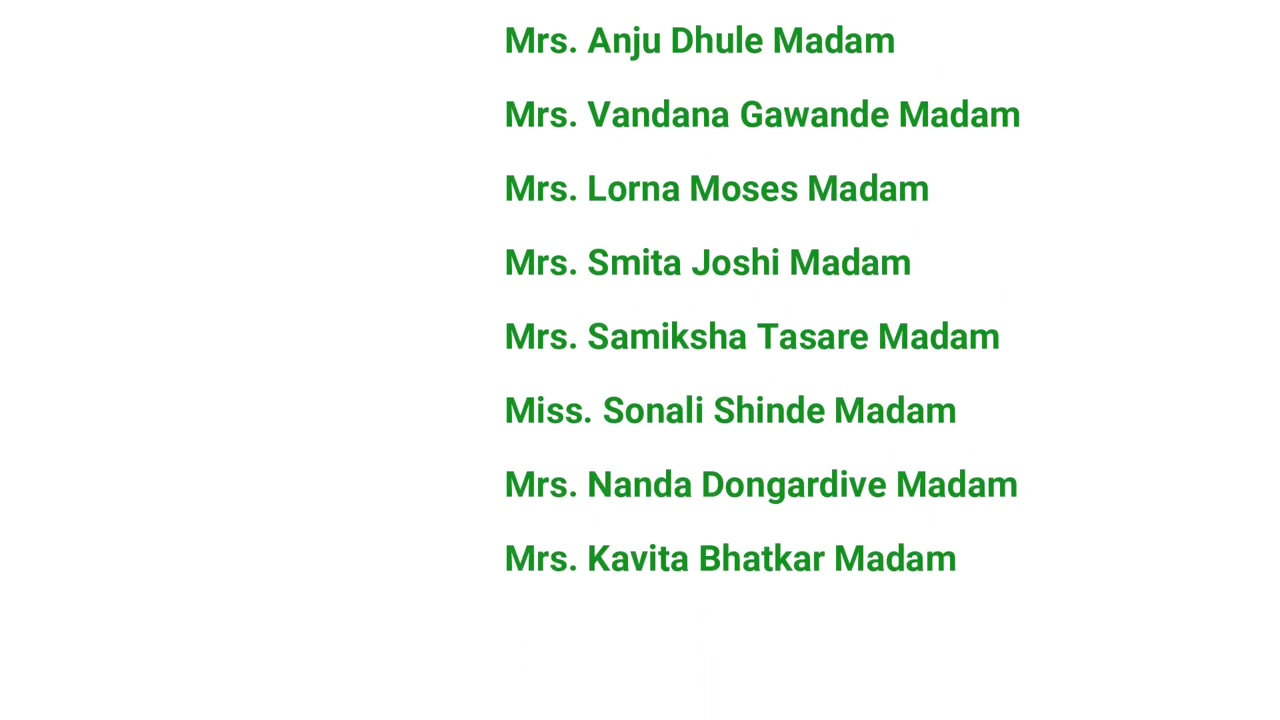 Mrs. Anju Dhule Madam
Mrs. Vandana Gawande Madam
Mrs. Lorna Moses Madam
Mrs. Smita Joshi Madam
Mrs. Samiksha Tasare Madam
Miss. Sonali Shinde Madam
Mrs. Nanda Dongardive Madam
Mrs. Kavita Bhatkar Madam